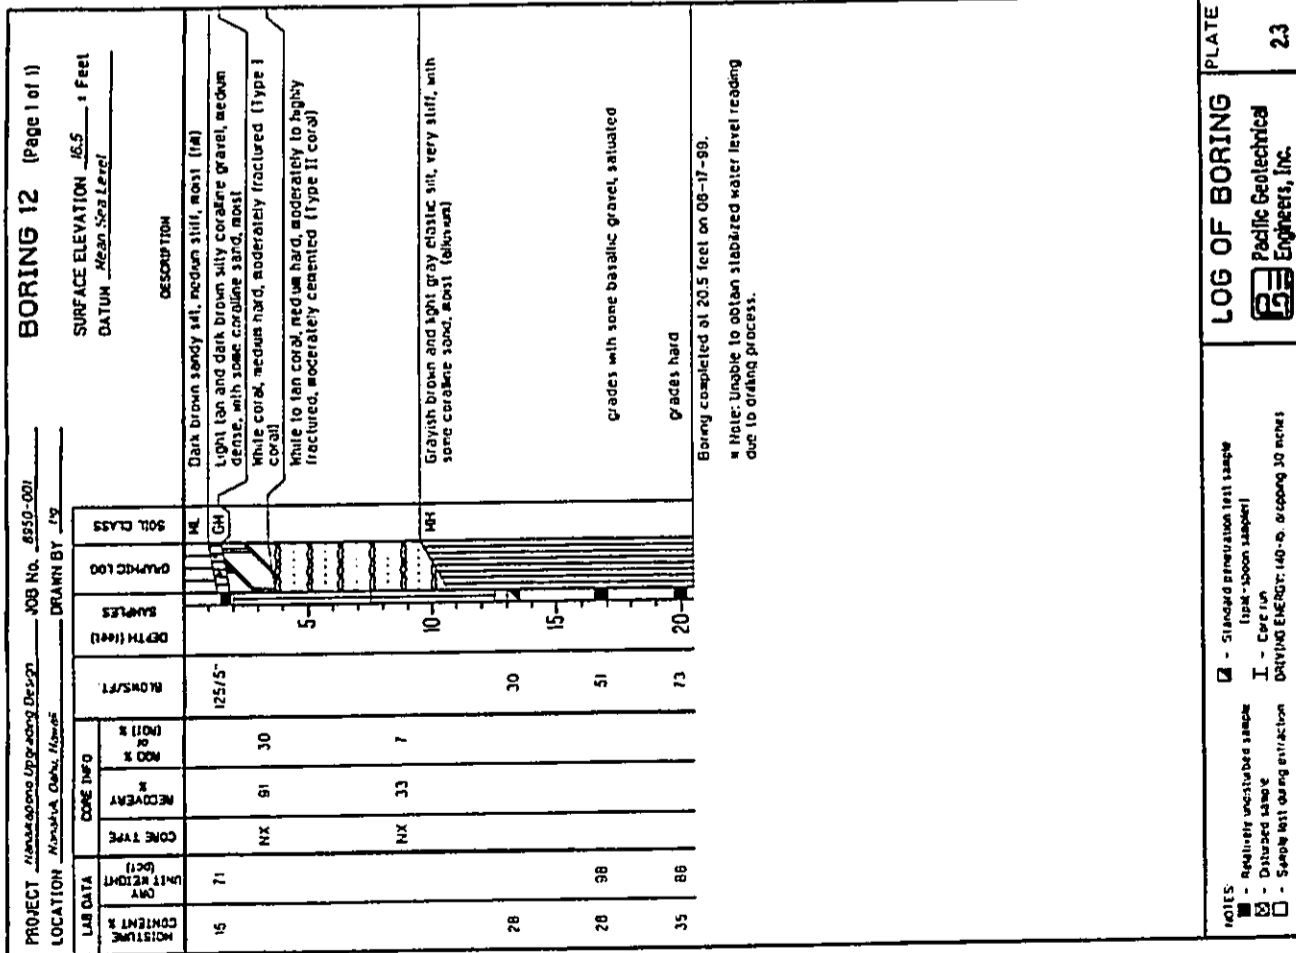 BORING 12 (Page 1 of 1)
PROJECT Nanaikapono Upgrading Design JOB No. 8950-001
LOCATION Nanakuli, Oahu, Hawaii DRAWN BY
SURFACE ELEVATION 16.5 ± Feet
DATUM Mean Sea Level
LAB DATA
CORE INFO
MOISTURE CONTENT %
DRY UNIT WEIGHT (pcf)
CORE TYPE
RECOVERY %
RQD % or (ROI) %
BLOWS/FT.
DEPTH (feet)
SAMPLES
GRAPHIC LOG
SOIL CLASS
DESCRIPTION
15 71 125/5" ML Dark brown sandy silt, medium stiff, moist (fill)
GM Light tan and dark brown silty coralline gravel, medium
dense, with some coralline sand, moist
NX 91 30 White coral, medium hard, moderately fractured (Type I
coral)
White to tan coral, medium hard, moderately to highly
fractured, moderately cemented (Type II coral)
5
NX 33 7
10 MH Grayish brown and light gray elastic silt, very stiff, with
some coralline sand, moist (alluvium)
28 30
15
28 98 51 grades with some basaltic gravel, satuated
35 86 73 20 grades hard
Boring completed at 20.5 feet on 08-17-99.
* Note: Unable to obtain stabilized water level reading
due to drilling process.
NOTES:
- Relatively undisturbed sample
- Disturbed sample
- Sample lost during extraction
- Standard penetration test sample
(split-spoon sampler)
- Core run
DRIVING ENERGY: 140-lb. dropping 30 inches
LOG OF BORING
Pacific Geotechnical
Engineers, Inc.
PLATE
2.3